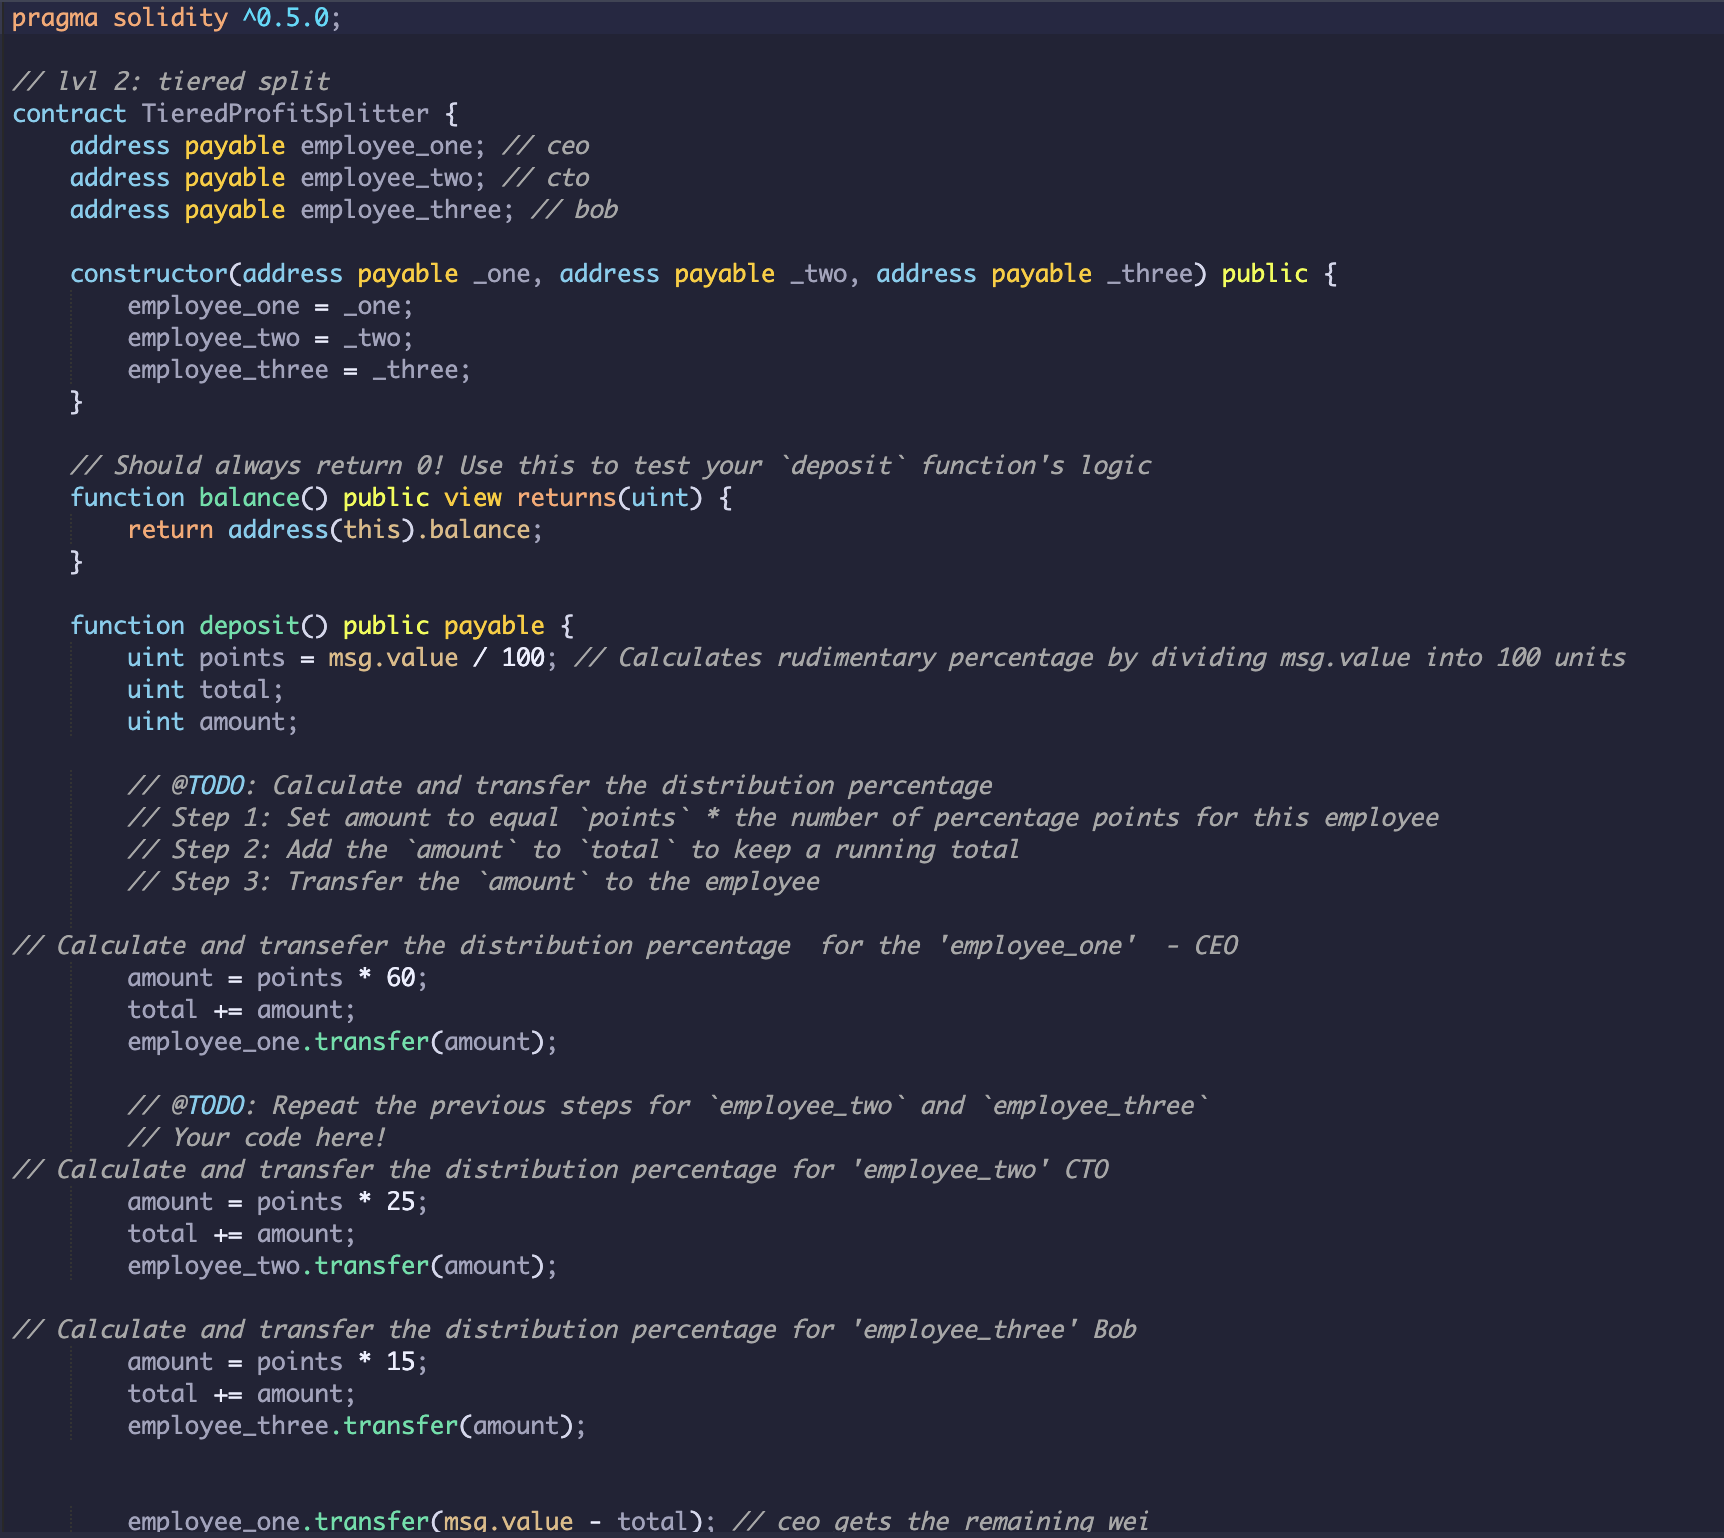 pragma solidity ^0.5.0;
// lvl 2: tiered split
contract TieredProfitSplitter {
    address payable employee_one; // ceo
    address payable employee_two; // cto
    address payable employee_three; // bob
    constructor(address payable _one, address payable _two, address payable _three) public {
        employee_one = _one;
        employee_two = _two;
        employee_three = _three;
    }
    // Should always return 0! Use this to test your `deposit` function's logic
    function balance() public view returns(uint) {
        return address(this).balance;
    }
    function deposit() public payable {
        uint points = msg.value / 100; // Calculates rudimentary percentage by dividing msg.value into 100 units
        uint total;
        uint amount;
        // @TODO: Calculate and transfer the distribution percentage
        // Step 1: Set amount to equal `points` * the number of percentage points for this employee
        // Step 2: Add the `amount` to `total` to keep a running total
        // Step 3: Transfer the `amount` to the employee
// Calculate and transefer the distribution percentage  for the 'employee_one'  - CEO
        amount = points * 60;
        total += amount;
        employee_one.transfer(amount);
        // @TODO: Repeat the previous steps for `employee_two` and `employee_three`
        // Your code here!
// Calculate and transfer the distribution percentage for 'employee_two' CTO
        amount = points * 25;
        total += amount;
        employee_two.transfer(amount);
// Calculate and transfer the distribution percentage for 'employee_three' Bob
        amount = points * 15;
        total += amount;
        employee_three.transfer(amount);
        employee_one.transfer(msg.value - total); // ceo gets the remaining wei